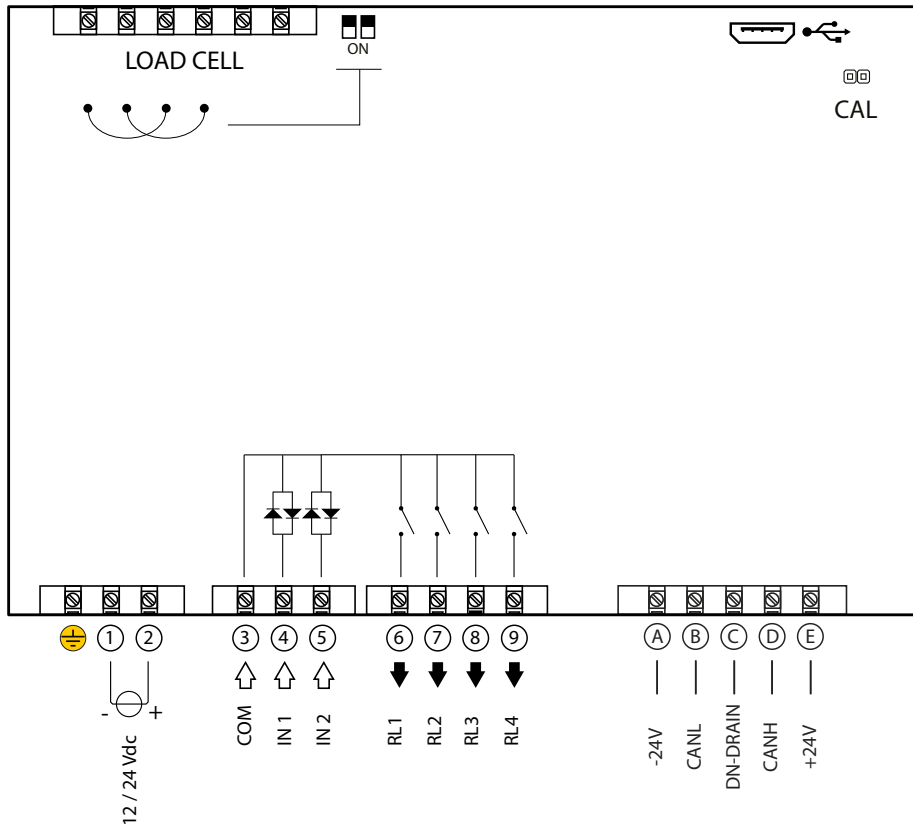 LOAD CELL
ON
CAL
1 2 3 4 5 6 7 8 9 A B C D E
- +
12 / 24 Vdc
COM
IN 1
IN 2
RL1
RL2
RL3
RL4
-24V
CANL
DN-DRAIN
CANH
+24V